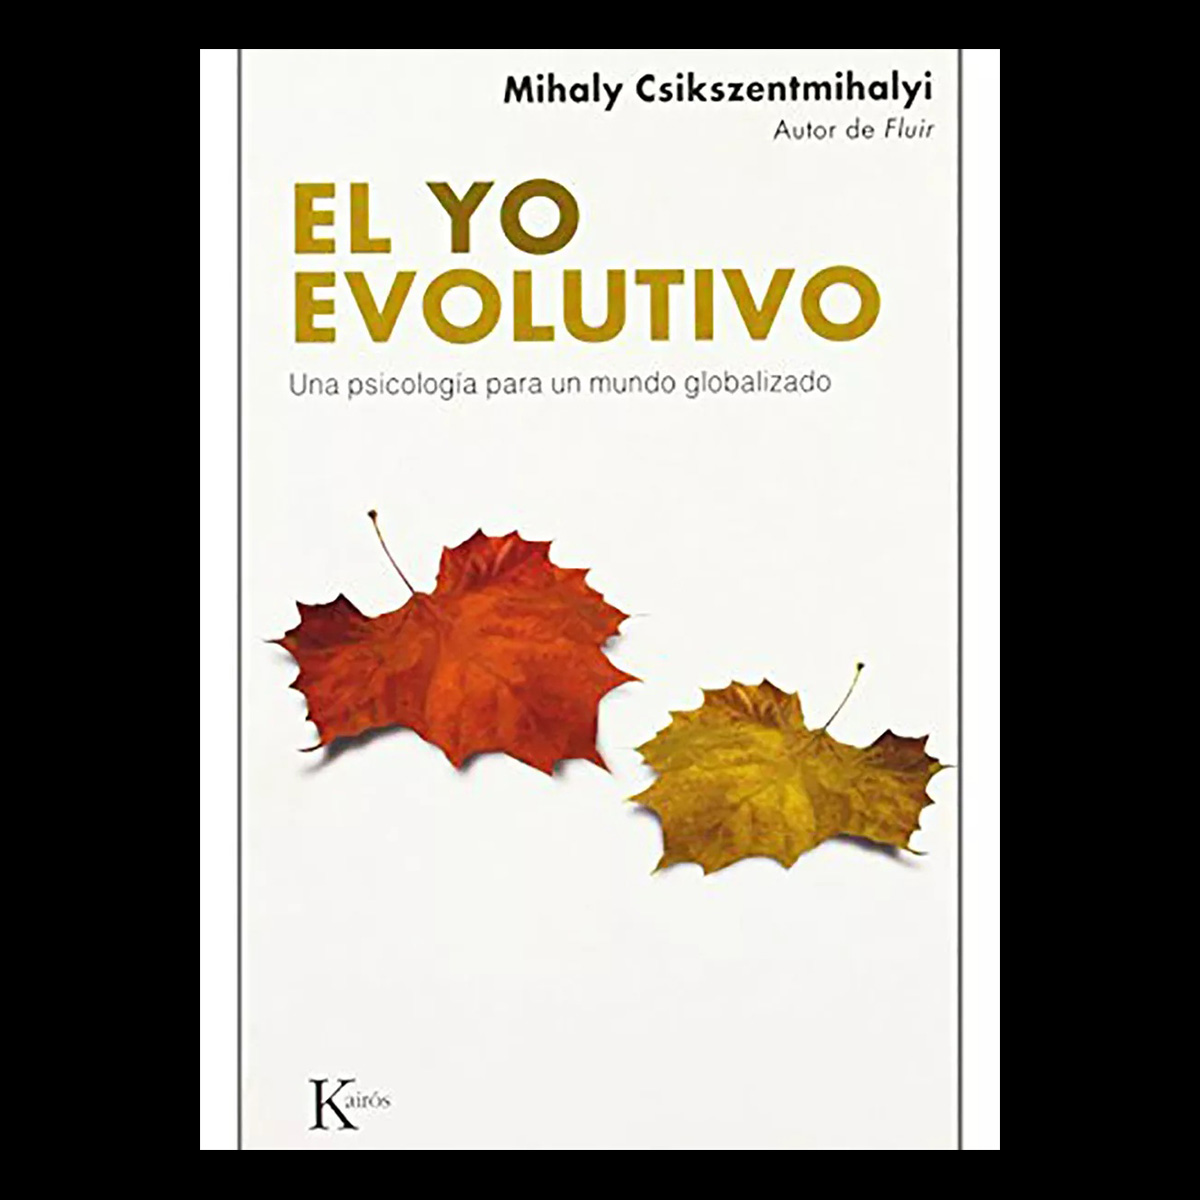 Mihaly Csikszentmihalyi
Autor de Fluir
EL YO
EVOLUTIVO
Una psicología para un mundo globalizado
Kairós